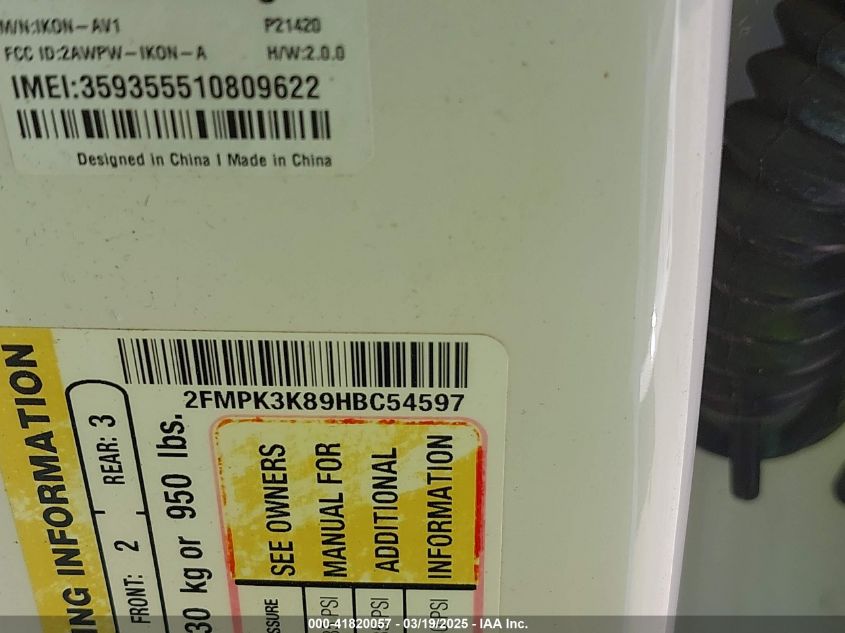 M/N:IKON-AV1 P21420
FCC ID:2AWPW-IKON-A H/W:2.0.0
IMEI:359355510809622
Designed in China I Made in China
2FMPK3K89HBC54597
INFORMATION
FRONT: 2 REAR: 3
30 kg or 950 lbs.
SEE OWNERS
MANUAL FOR
ADDITIONAL
INFORMATION
PSI
PSI
PSI
000-41820057 - 03/19/2025 - IAA Inc.